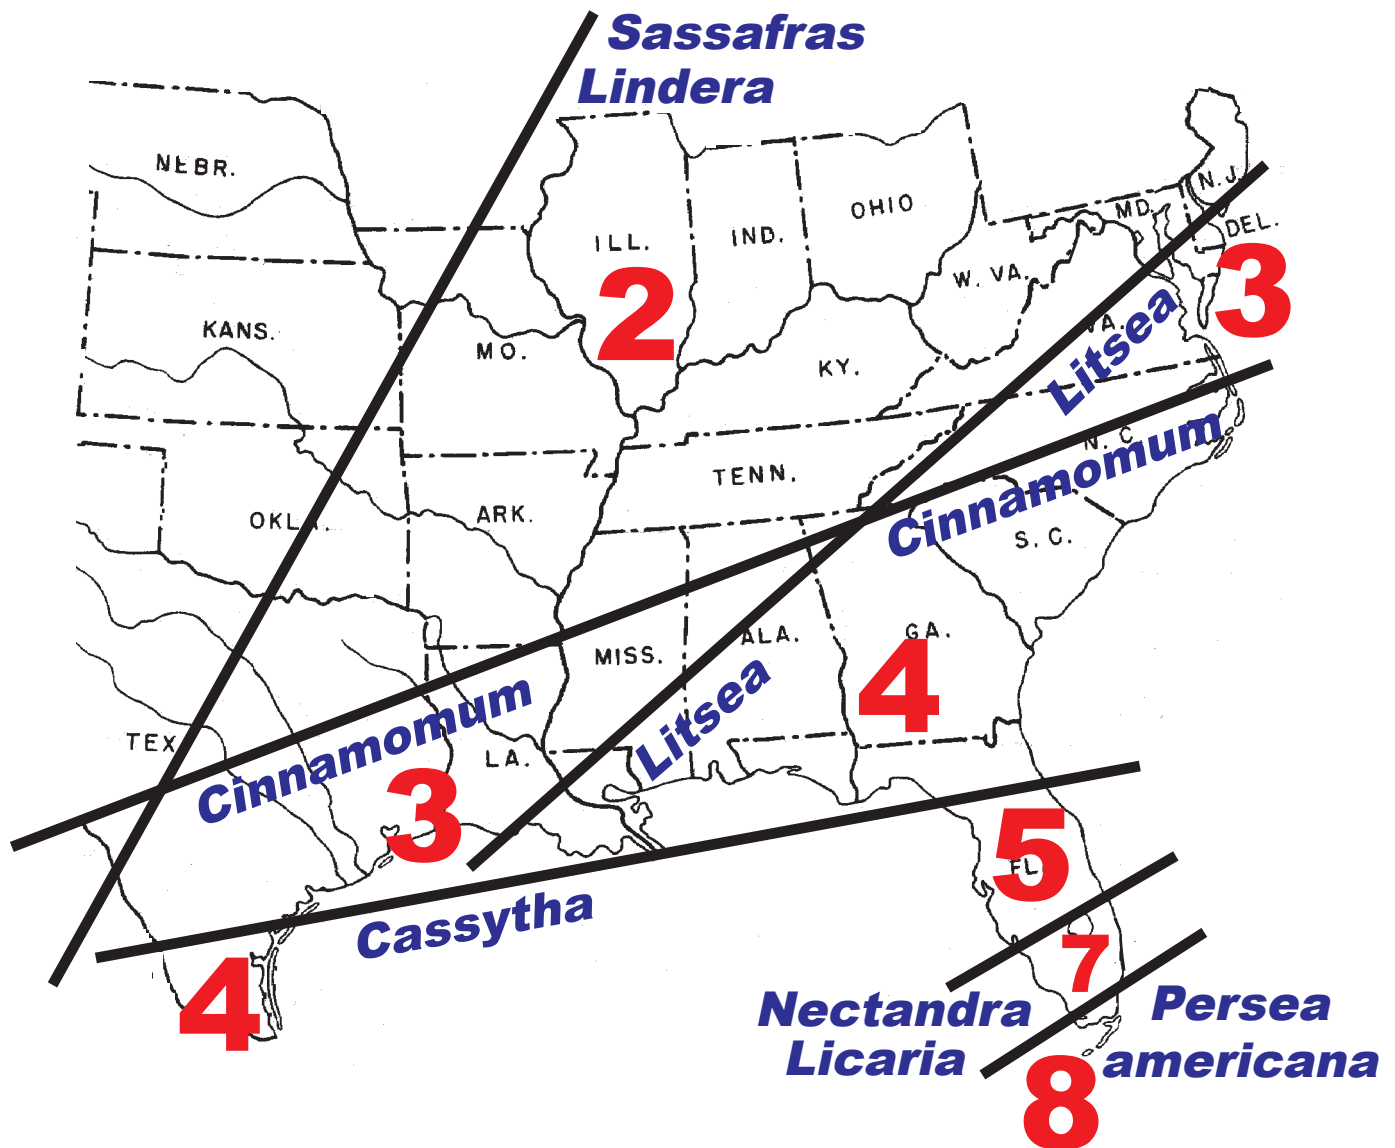 Sassafras
Lindera
NEBR.
ILL.
IND.
OHIO
MD.
N.J.
DEL.
2
3
W. VA.
KANS.
MO.
KY.
VA.
Litsea
TENN.
N. C.
Cinnamomum
OKLA.
ARK.
S. C.
MISS.
ALA.
GA.
4
Litsea
TEX.
Cinnamomum
LA.
3
5
FL.
Cassytha
7
4
Nectandra
Licaria
Persea
americana
8